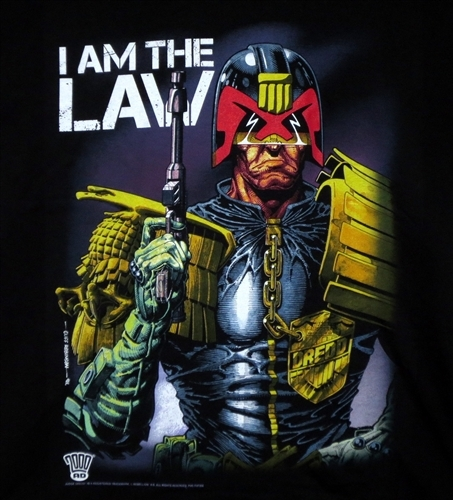 I AM THE
LAW
DREDD
2000
AD